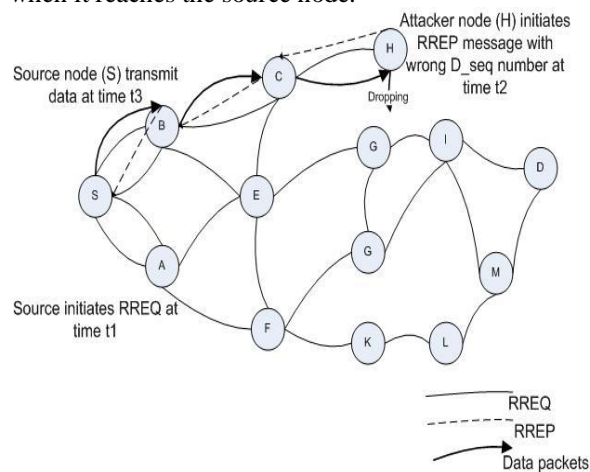 when it reaches the source node.
Attacker node (H) initiates
RREP message with
wrong D_seq number at
time t2
Source node (S) transmit
data at time t3
H
C
Dropping
B
G
I
D
S
E
G
A
M
Source initiates RREQ at
time t1
F
K
L
RREQ
RREP
Data packets